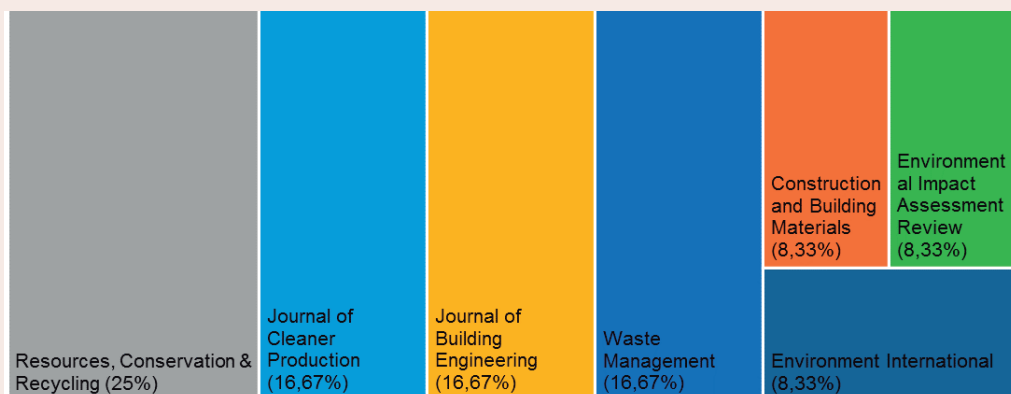 Resources, Conservation &
Recycling (25%)
Journal of
Cleaner
Production
(16,67%)
Journal of
Building
Engineering
(16,67%)
Waste
Management
(16,67%)
Construction
and Building
Materials
(8,33%)
Environment
al Impact
Assessment
Review
(8,33%)
Environment International
(8,33%)